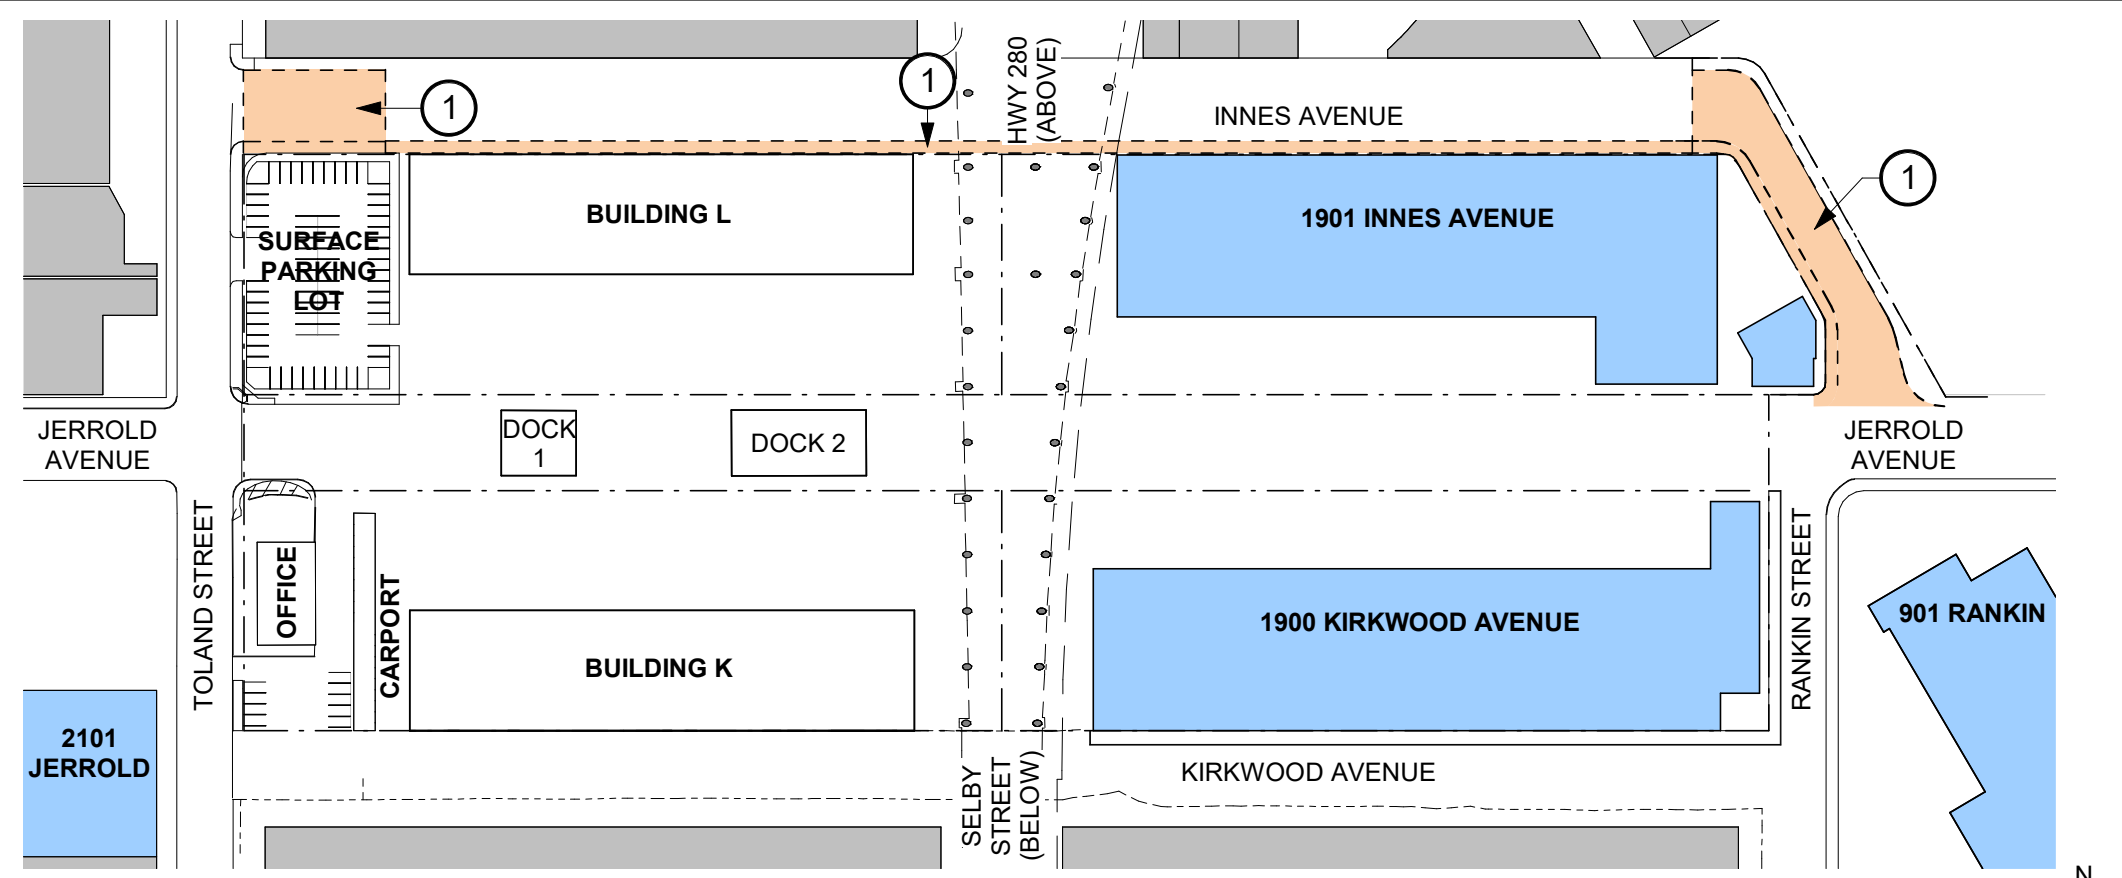 1
1
HWY 280
(ABOVE)
INNES AVENUE
1
BUILDING L
1901 INNES AVENUE
SURFACE
PARKING
LOT
JERROLD
AVENUE
DOCK
1
DOCK 2
JERROLD
AVENUE
TOLAND STREET
OFFICE
CARPORT
BUILDING K
1900 KIRKWOOD AVENUE
RANKIN STREET
901 RANKIN
2101
JERROLD
SELBY
STREET
(BELOW)
KIRKWOOD AVENUE
N